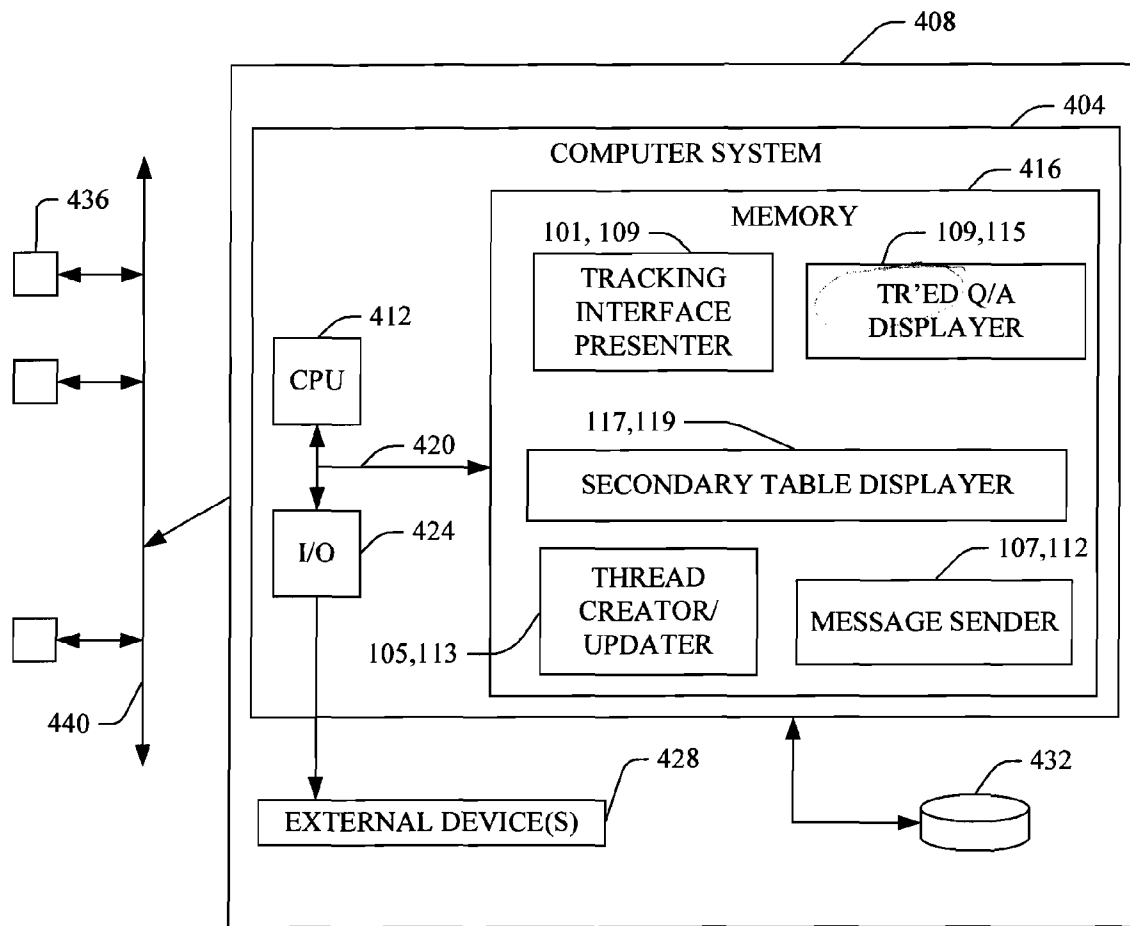 408
404
COMPUTER SYSTEM
416
MEMORY
436
101, 109
109,115
TRACKING
INTERFACE
PRESENTER
TR'ED Q/A
DISPLAYER
412
CPU
117,119
420
SECONDARY TABLE DISPLAYER
I/O
424
107,112
THREAD
CREATOR/
UPDATER
MESSAGE SENDER
105,113
440
428
432
EXTERNAL DEVICE(S)